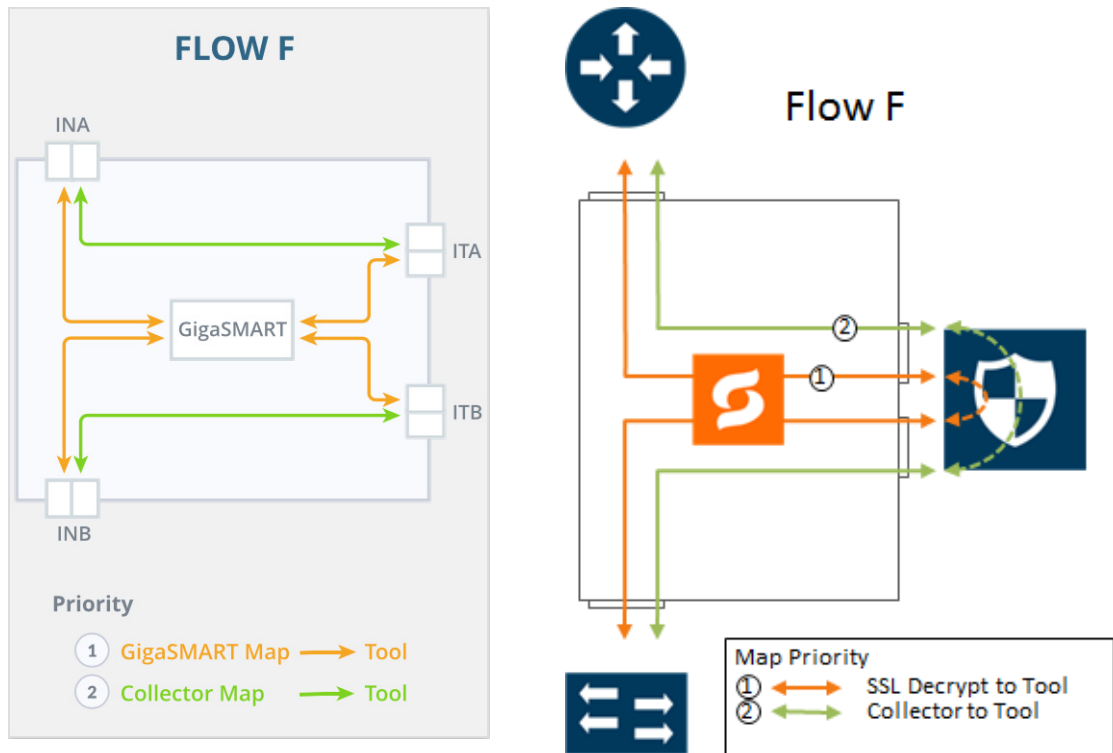 FLOW F
INA
ITA
GigaSMART
ITB
INB
Priority
1 GigaSMART Map Tool
2 Collector Map Tool
Flow F
2
1
Map Priority
1 SSL Decrypt to Tool
2 Collector to Tool